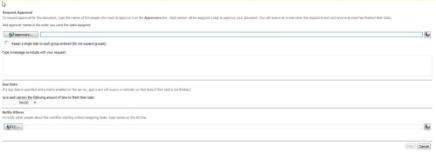 Request Approval
To request approval for this document, type the names of the people who need to approve it on the Approvers line. Each person will be assigned a task to approve your document. You will receive an e-mail when the request is sent and once everyone has finished their tasks.
Add approver names in the order you want the tasks assigned:
Approvers...
Assign a single task to each group entered (Do not expand groups).
Type a message to include with your request:
Due Date
If a due date is specified and e-mail is enabled on the server, approvers will receive a reminder on that date if their task is not finished.
Give each person the following amount of time to finish their task:
Day(s)
Notify Others
To notify other people about this workflow starting without assigning tasks, type names on the CC line.
CC...
Start Cancel